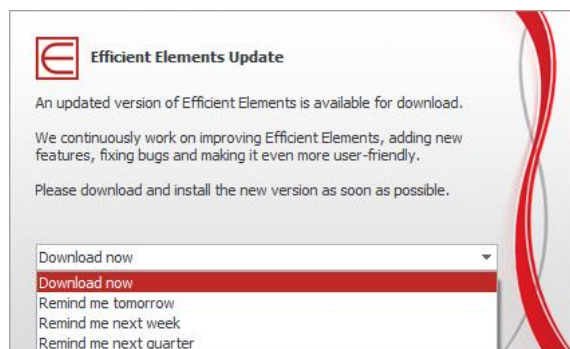 Efficient Elements Update
An updated version of Efficient Elements is available for download.
We continuously work on improving Efficient Elements, adding new
features, fixing bugs and making it even more user-friendly.
Please download and install the new version as soon as possible.
Download now
Download now
Remind me tomorrow
Remind me next week
Remind me next quarter